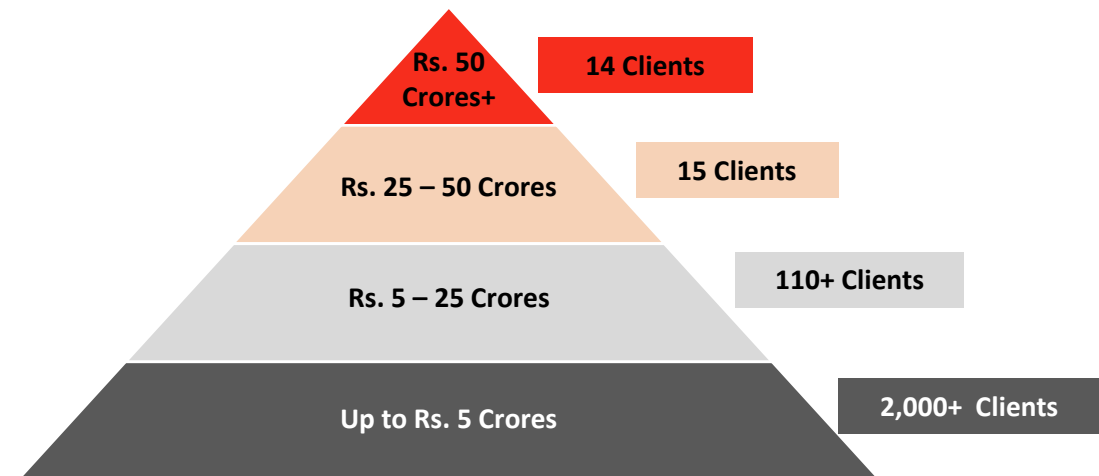 Rs. 50
Crores+
14 Clients
Rs. 25 – 50 Crores
15 Clients
Rs. 5 – 25 Crores
110+ Clients
Up to Rs. 5 Crores
2,000+  Clients